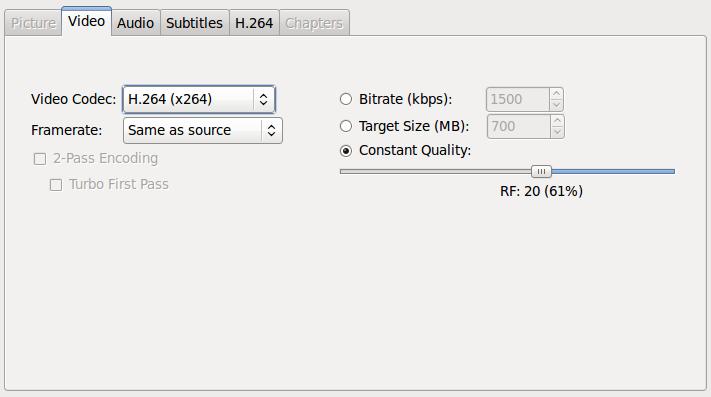 Picture Video Audio Subtitles H.264 Chapters
Video Codec: H.264 (x264)
Framerate: Same as source
2-Pass Encoding
Turbo First Pass
Bitrate (kbps): 1500
Target Size (MB): 700
Constant Quality:
RF: 20 (61%)